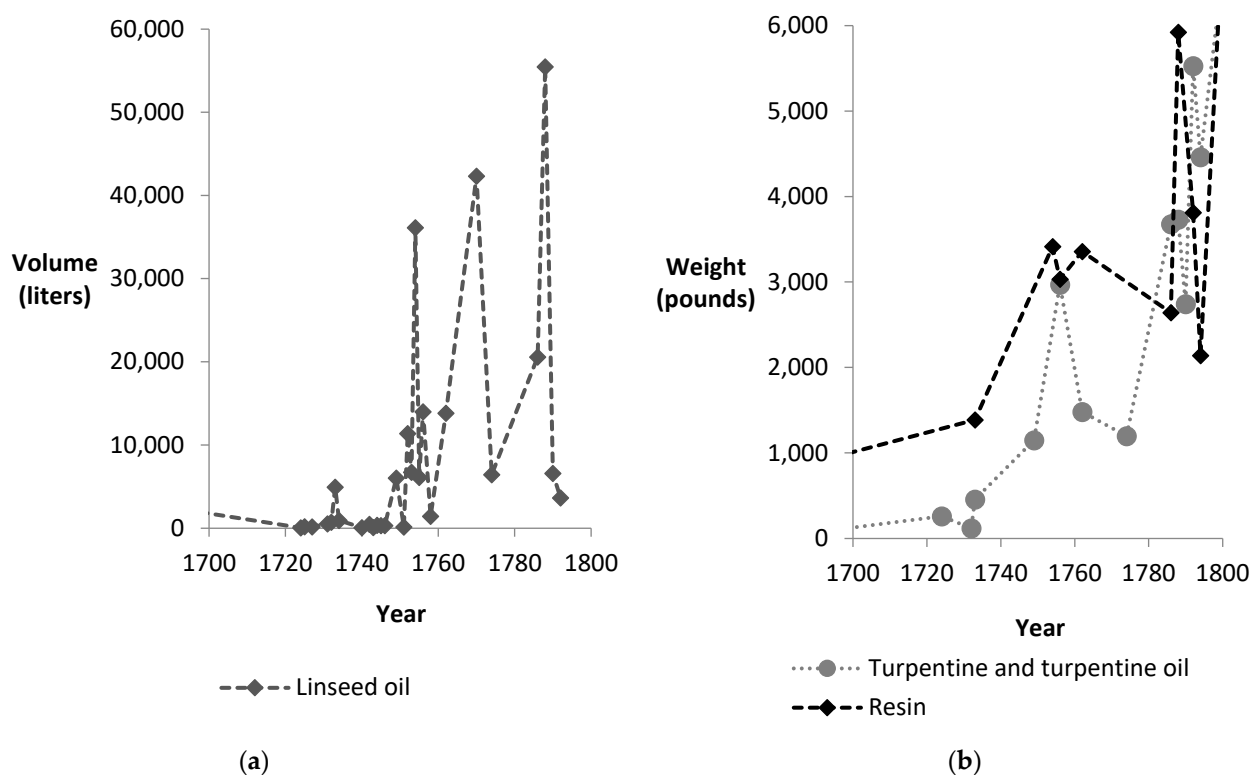 60,000
50,000
40,000
30,000
20,000
10,000
0
Volume
(liters)
1700 1720 1740 1760 1780 1800
Year
Linseed oil
(a)
6,000
5,000
4,000
3,000
2,000
1,000
0
Weight
(pounds)
1700 1720 1740 1760 1780 1800
Year
Turpentine and turpentine oil
Resin
(b)